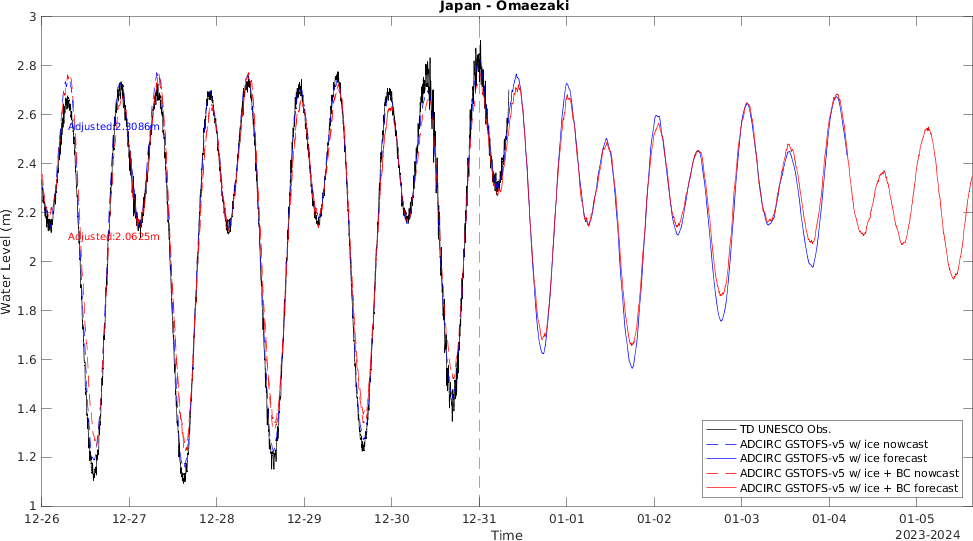 Japan - Omaezaki
3
2.8
2.6
2.4
2.2
2
1.8
1.6
1.4
1.2
1
Water Level (m)
Adjusted:2.3086m
Adjusted:2.0625m
TD UNESCO Obs.
ADCIRC GSTOFS-v5 w/ ice nowcast
ADCIRC GSTOFS-v5 w/ ice forecast
ADCIRC GSTOFS-v5 w/ ice + BC nowcast
ADCIRC GSTOFS-v5 w/ ice + BC forecast
12-26 12-27 12-28 12-29 12-30 12-31 01-01 01-02 01-03 01-04 01-05
Time
2023-2024